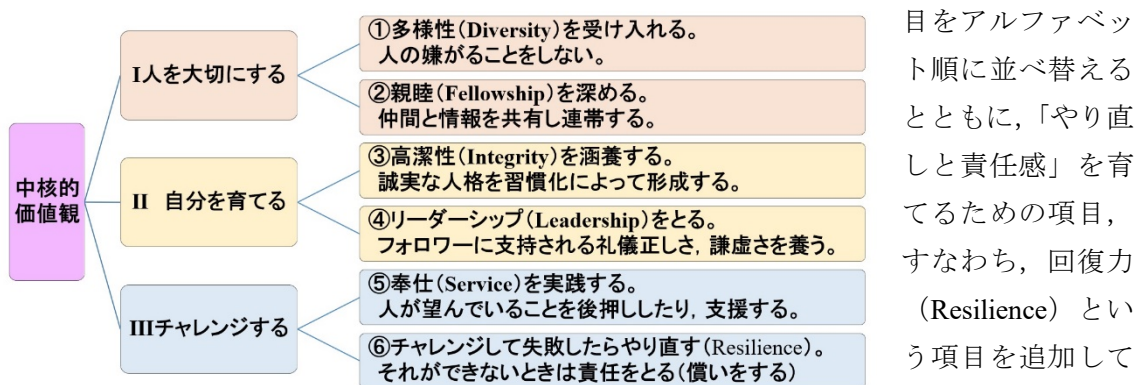 中核的
価値観
I人を大切にする
①多様性(Diversity)を受け入れる。
人の嫌がることをしない。
②親睦(Fellowship)を深める。
仲間と情報を共有し連帯する。
II 自分を育てる
③高潔性(Integrity)を涵養する。
誠実な人格を習慣化によって形成する。
④リーダーシップ(Leadership)をとる。
フォロワーに支持される礼儀正しさ,謙虚さを養う。
IIIチャレンジする
⑤奉仕(Service)を実践する。
人が望んでいることを後押ししたり,支援する。
⑥チャレンジして失敗したらやり直す(Resilience)。
それができないときは責任をとる(償いをする)
目をアルファベッ
ト順に並べ替える
とともに,「やり直
しと責任感」を育
てるための項目,
すなわち,回復力
(Resilience)とい
う項目を追加して